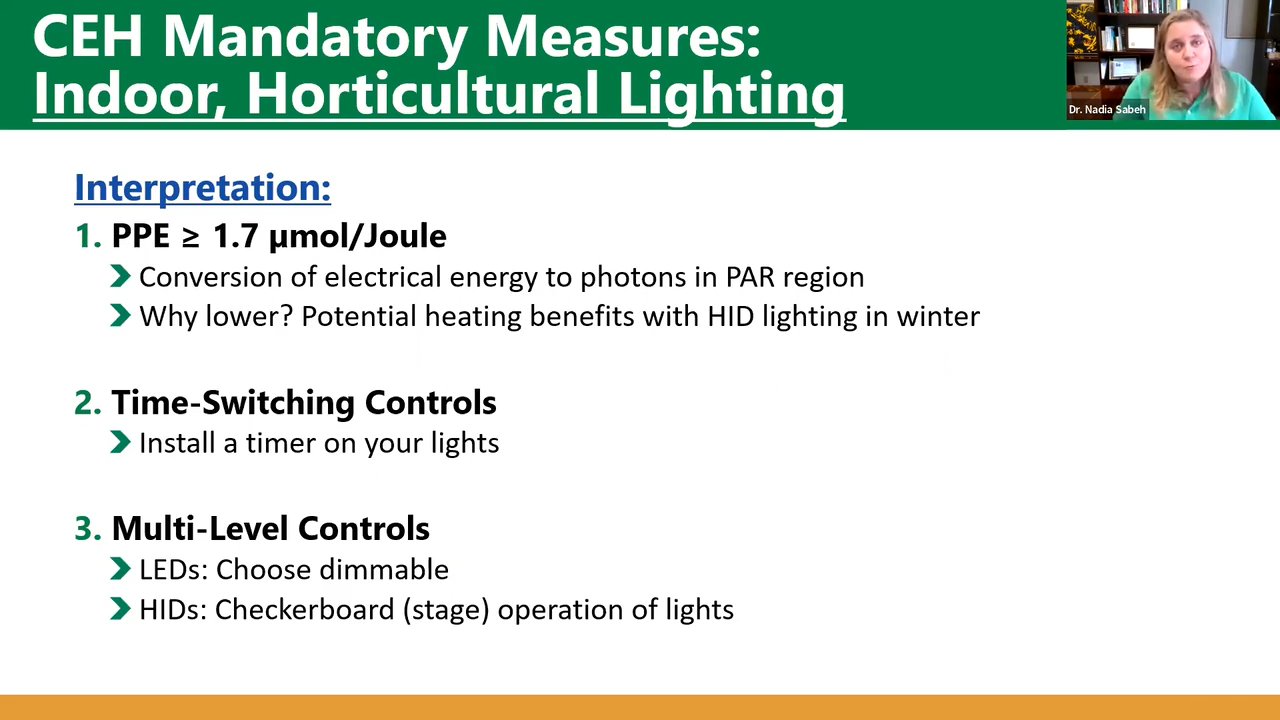 CEH Mandatory Measures:
Indoor, Horticultural Lighting
Dr. Nadia Sabeh
Interpretation:
1. PPE ≥ 1.7 µmol/Joule
Conversion of electrical energy to photons in PAR region
Why lower? Potential heating benefits with HID lighting in winter
2. Time-Switching Controls
Install a timer on your lights
3. Multi-Level Controls
LEDs: Choose dimmable
HIDs: Checkerboard (stage) operation of lights